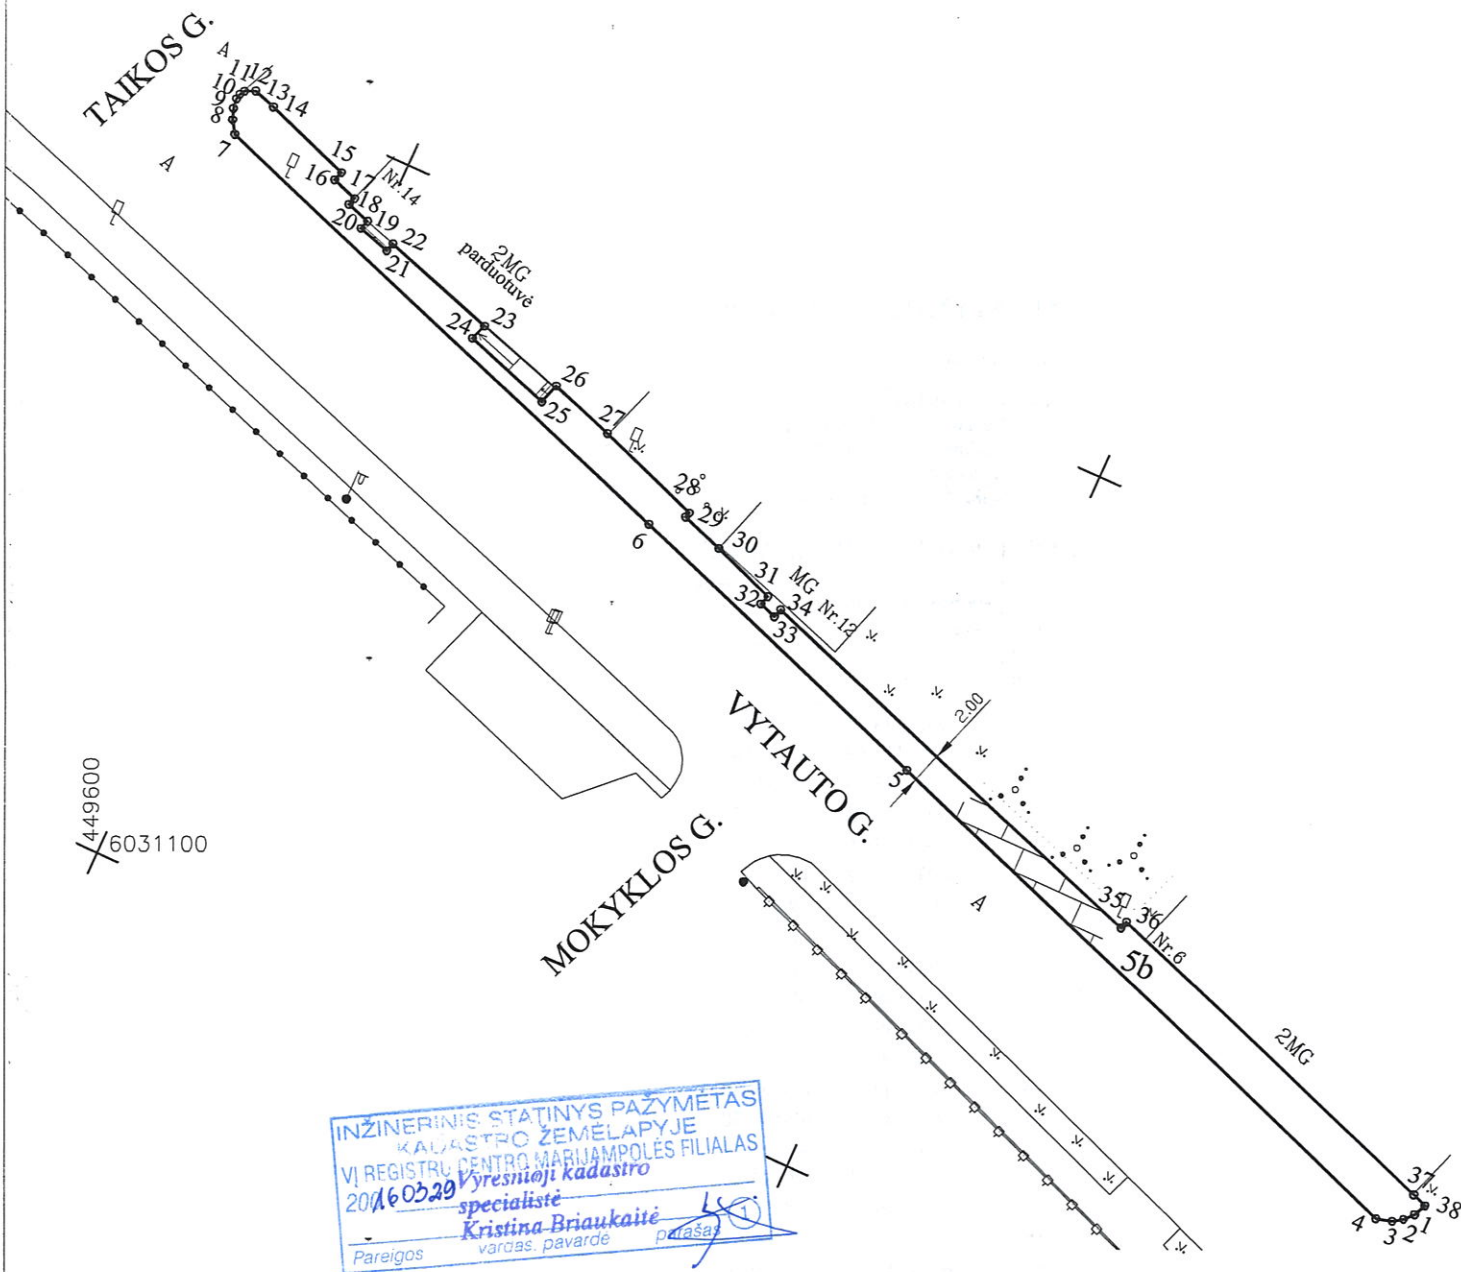 TAIKOS G.
A
11
12
10
13
9
14
8
7
A
15
16
17
Nr.14
18
20
19
22
21
2MG
parduotuvė
24
23
26
25
27
28
29
6
30
31
MG
32
34
Nr.12
33
2.00
VYTAUTO G.
5
449600
6031100
MOKYKLOS G.
A
35
36
Nr.6
5b
2MG
37
38
4
3
2
1
INŽINERINIS STATINYS PAŽYMĖTAS
KADASTRO ŽEMĖLAPYJE
VĮ REGISTRŲ CENTRO MARIJAMPOLĖS FILIALAS
20160329 Vyresnioji kadastro
specialistė
Kristina Briaukaitė
1
Pareigos vardas, pavardė parašas